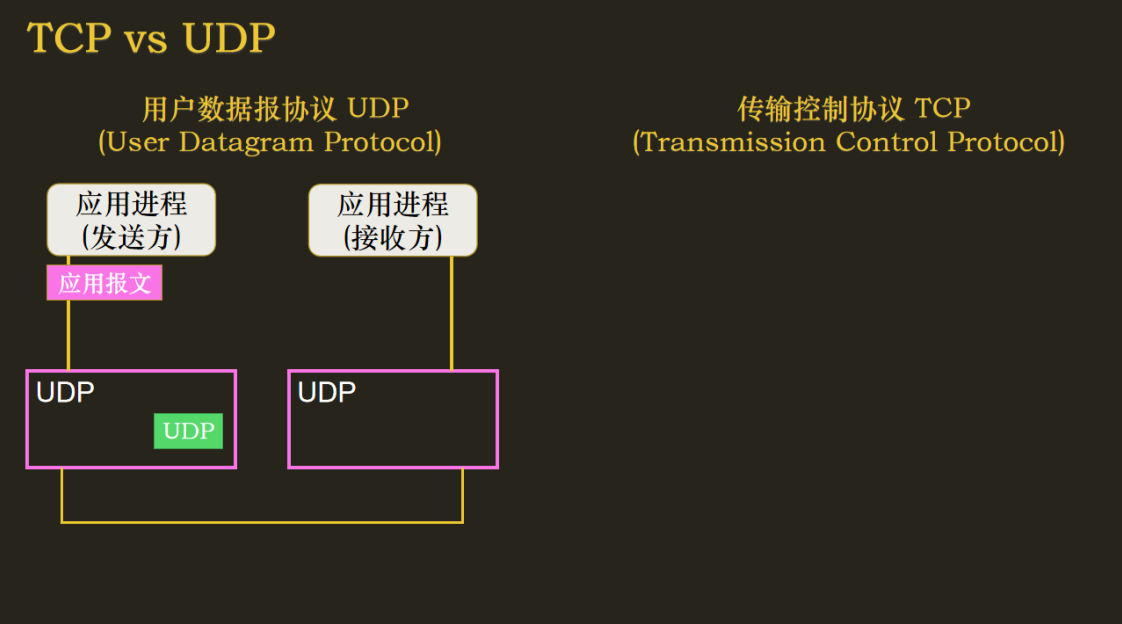 TCP vs UDP
用户数据报协议 UDP
(User Datagram Protocol)
传输控制协议 TCP
(Transmission Control Protocol)
应用进程
(发送方)
应用进程
(接收方)
应用报文
UDP
UDP
UDP